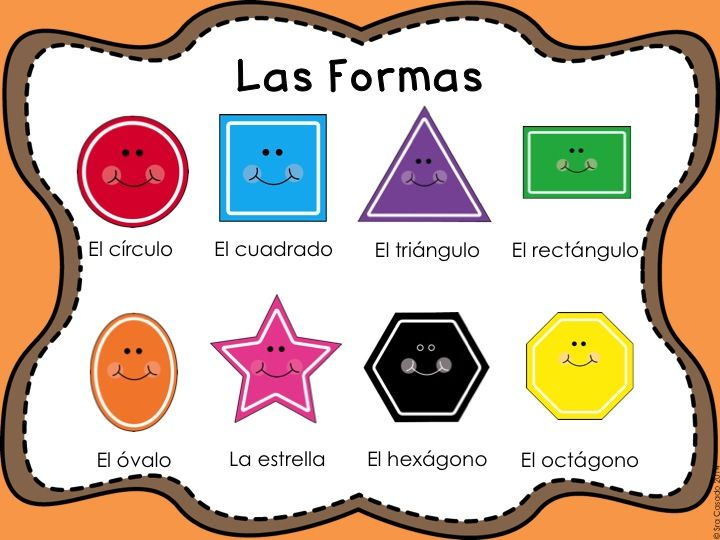 Las Formas
El círculo
El cuadrado
El triángulo
El rectángulo
El óvalo
La estrella
El hexágono
El octágono